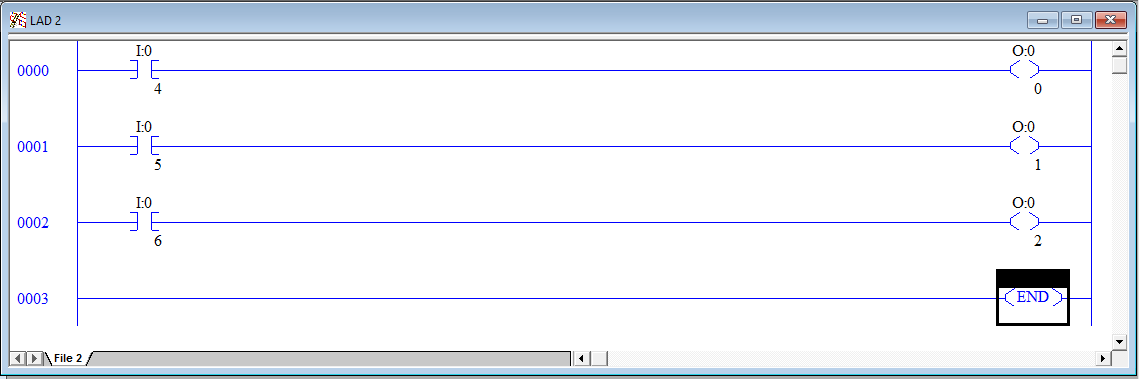 LAD 2
I:0 O:0
0000
4 0
I:0 O:0
0001
5 1
I:0 O:0
0002
6 2
0003 END
File 2